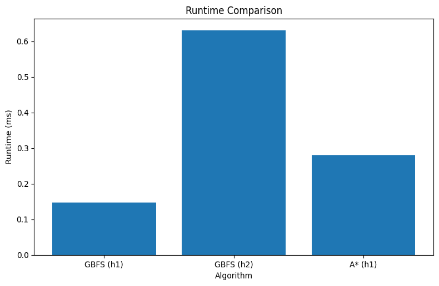 Runtime Comparison
Runtime (ms)
0.6
0.5
0.4
0.3
0.2
0.1
0.0
GBFS (h1)
GBFS (h2)
A* (h1)
Algorithm